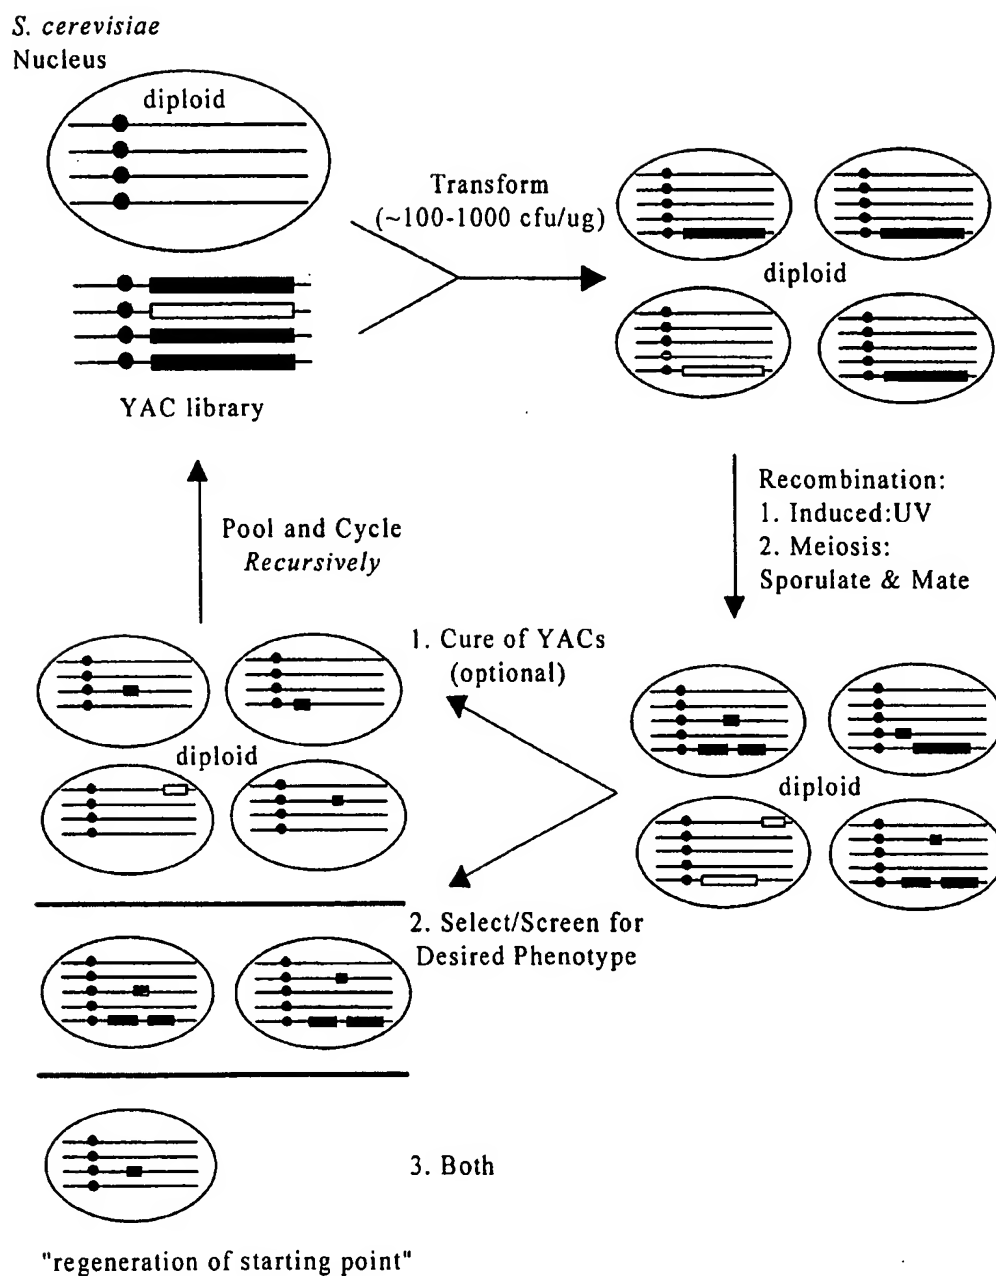 S. cerevisiae
Nucleus
diploid
YAC library
Transform
(~100-1000 cfu/ug)
diploid
Recombination:
1. Induced:UV
2. Meiosis:
Sporulate & Mate
diploid
1. Cure of YACs
(optional)
2. Select/Screen for
Desired Phenotype
3. Both
Pool and Cycle
Recursively
diploid
"regeneration of starting point"